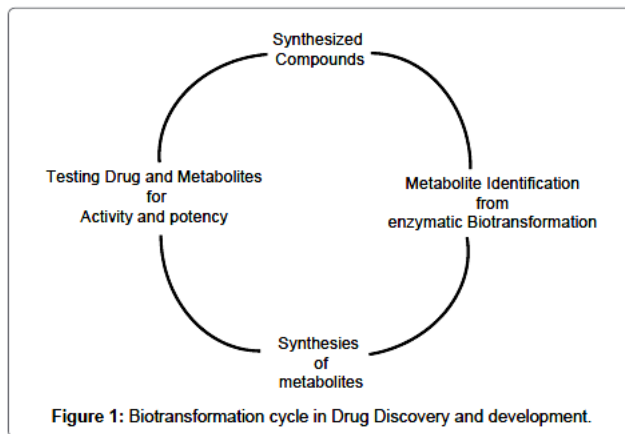 Synthesized
Compounds
Testing Drug and Metabolites
for
Activity and potency
Metabolite Identification
from
enzymatic Biotransformation
Synthesies
of
metabolites
Figure 1: Biotransformation cycle in Drug Discovery and development.